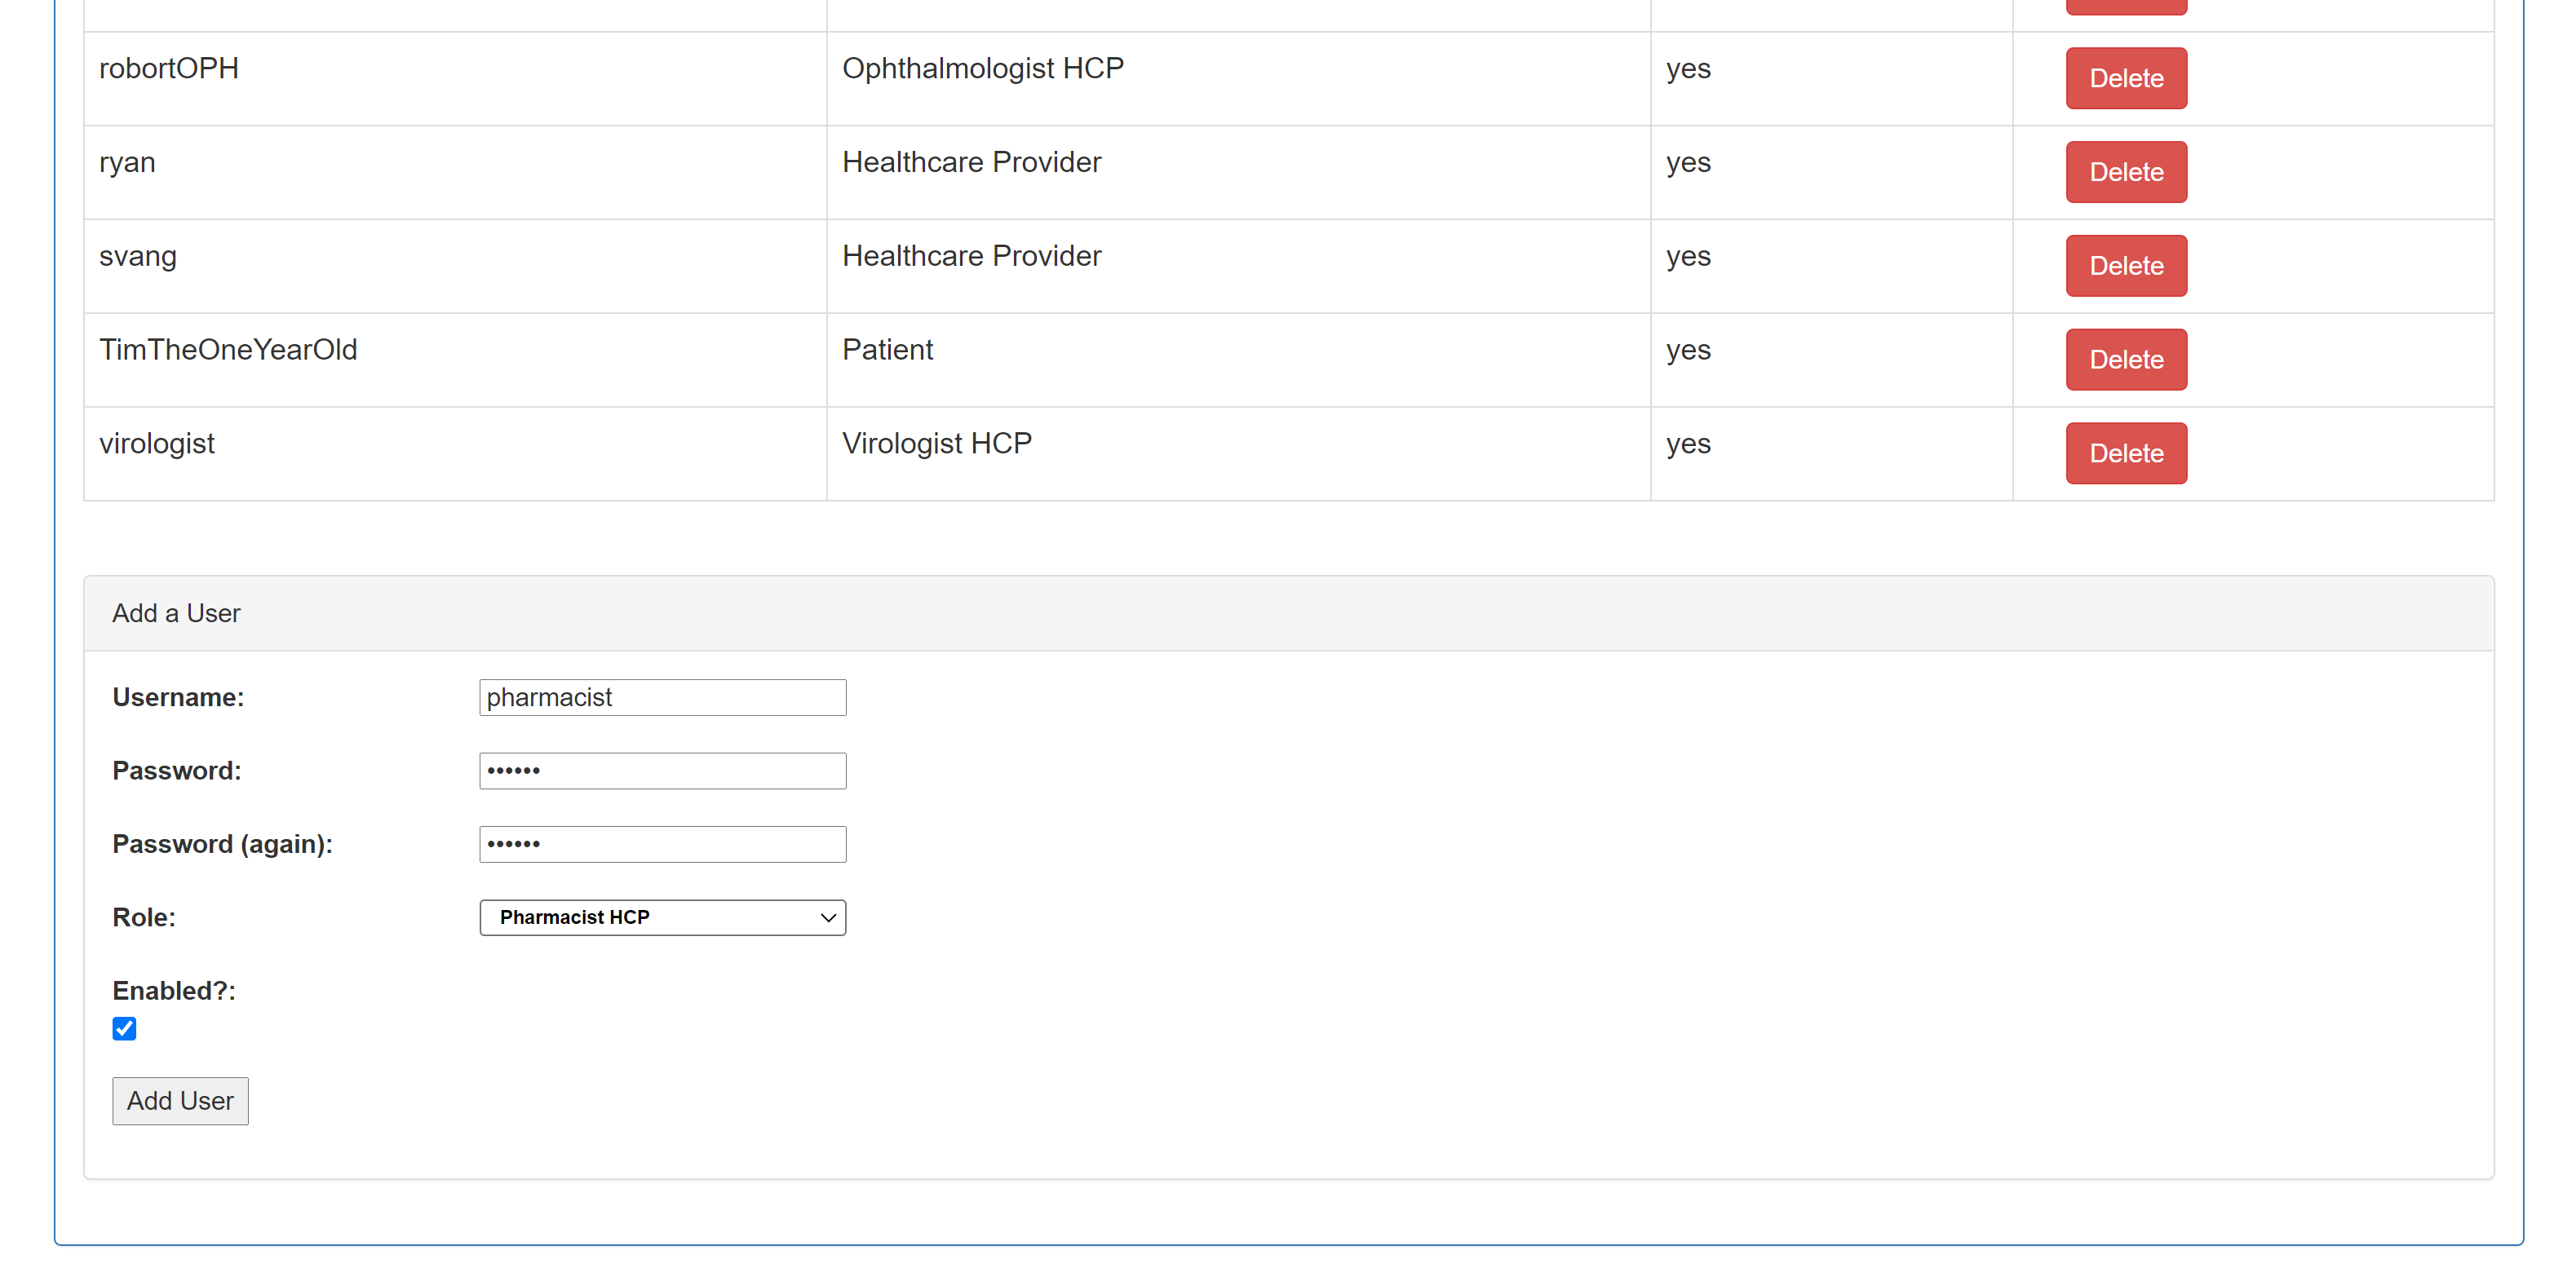 robortOPH Ophthalmologist HCP yes Delete
ryan Healthcare Provider yes Delete
svang Healthcare Provider yes Delete
TimTheOneYearOld Patient yes Delete
virologist Virologist HCP yes Delete
Add a User
Username: pharmacist
Password: ••••••
Password (again): ••••••
Role: Pharmacist HCP
Enabled?:
Add User